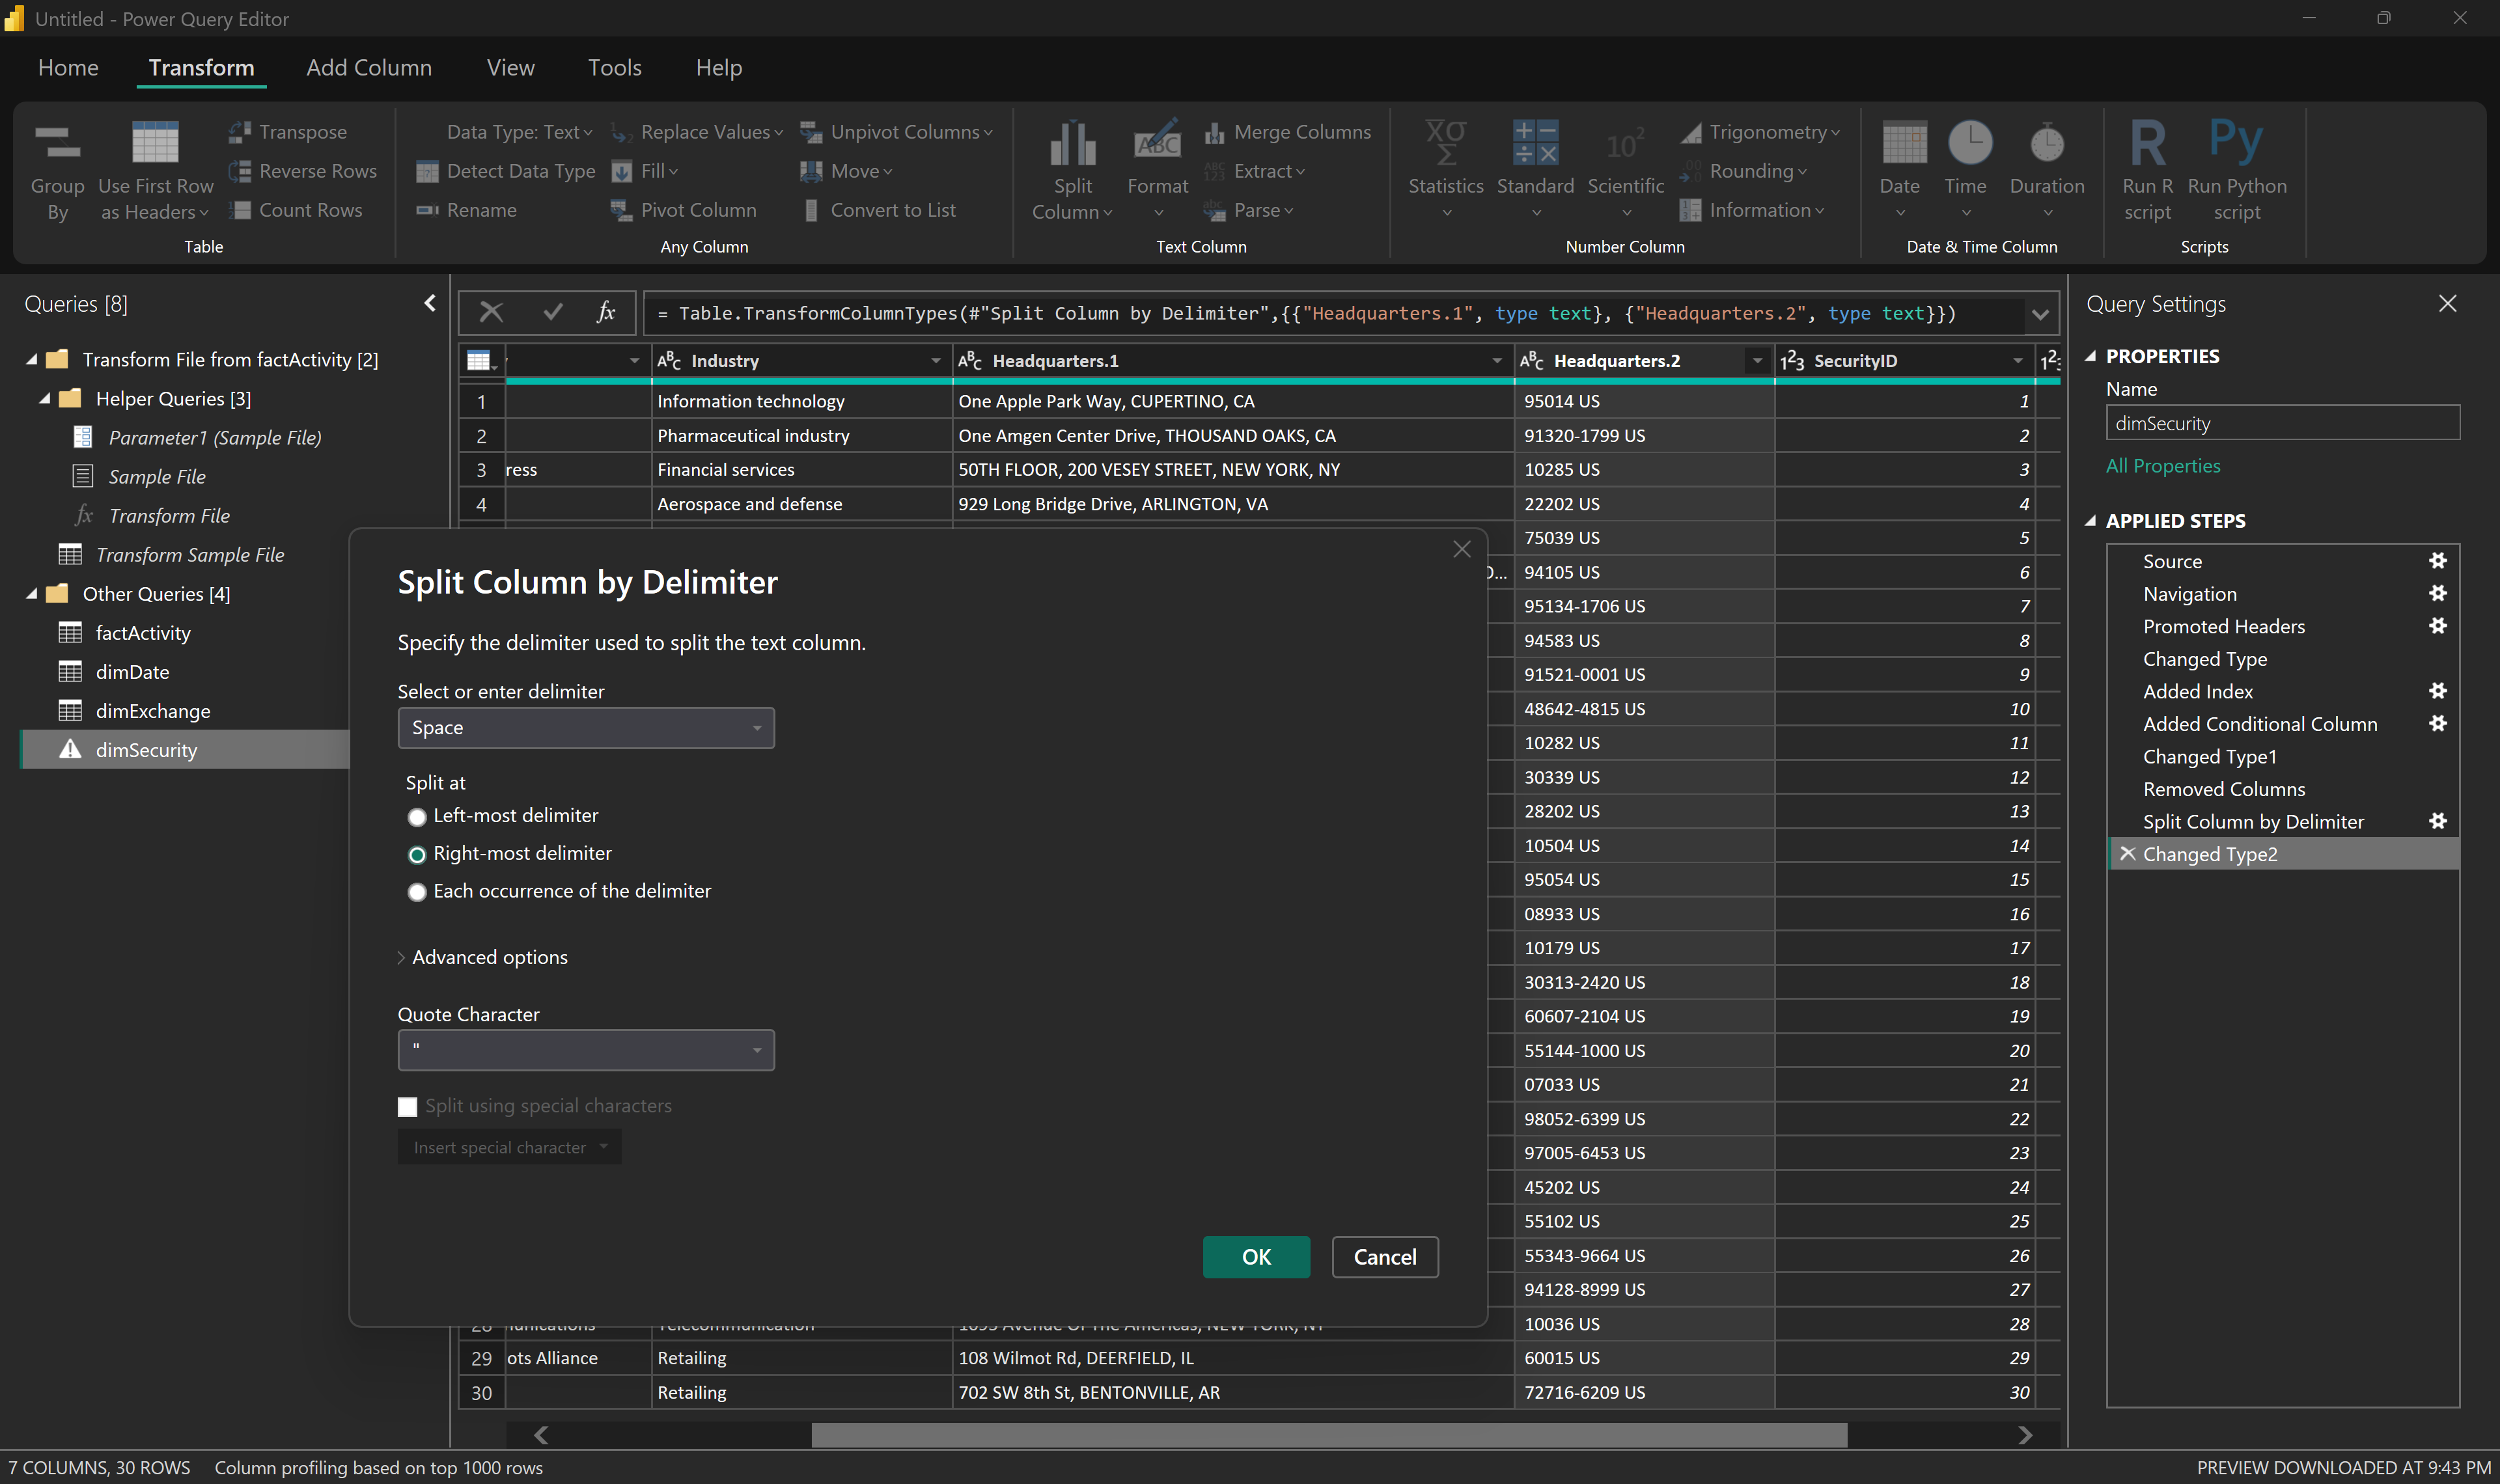 Untitled - Power Query Editor
Home Transform Add Column View Tools Help
Group By
Use First Row as Headers
Transpose
Reverse Rows
Count Rows
Table
Data Type: Text
Detect Data Type
Rename
Replace Values
Fill
Pivot Column
Unpivot Columns
Move
Convert to List
Any Column
Split Column
Format
ABC
Merge Columns
Extract
Parse
Text Column
Statistics
Standard
Scientific
10²
Trigonometry
Rounding
Information
Number Column
Date
Time
Duration
Date & Time Column
R
Run R script
Py
Run Python script
Scripts
Queries [8]
Transform File from factActivity [2]
Helper Queries [3]
Parameter1 (Sample File)
Sample File
fx Transform File
Transform Sample File
Other Queries [4]
factActivity
dimDate
dimExchange
dimSecurity
fx
= Table.TransformColumnTypes(#"Split Column by Delimiter",{{"Headquarters.1", type text}, {"Headquarters.2", type text}})
ABC Industry ABC Headquarters.1 ABC Headquarters.2 123 SecurityID 123
1 Information technology One Apple Park Way, CUPERTINO, CA 95014 US 1
2 Pharmaceutical industry One Amgen Center Drive, THOUSAND OAKS, CA 91320-1799 US 2
3 ress Financial services 50TH FLOOR, 200 VESEY STREET, NEW YORK, NY 10285 US 3
4 Aerospace and defense 929 Long Bridge Drive, ARLINGTON, VA 22202 US 4
75039 US 5
94105 US 6
95134-1706 US 7
94583 US 8
91521-0001 US 9
48642-4815 US 10
10282 US 11
30339 US 12
28202 US 13
10504 US 14
95054 US 15
08933 US 16
10179 US 17
30313-2420 US 18
60607-2104 US 19
55144-1000 US 20
07033 US 21
98052-6399 US 22
97005-6453 US 23
45202 US 24
55102 US 25
55343-9664 US 26
94128-8999 US 27
10036 US 28
29 ots Alliance Retailing 108 Wilmot Rd, DEERFIELD, IL 60015 US 29
30 Retailing 702 SW 8th St, BENTONVILLE, AR 72716-6209 US 30
Split Column by Delimiter
Specify the delimiter used to split the text column.
Select or enter delimiter
Space
Split at
Left-most delimiter
Right-most delimiter
Each occurrence of the delimiter
Advanced options
Quote Character
"
Split using special characters
Insert special character
OK Cancel
Query Settings
PROPERTIES
Name
dimSecurity
All Properties
APPLIED STEPS
Source
Navigation
Promoted Headers
Changed Type
Added Index
Added Conditional Column
Changed Type1
Removed Columns
Split Column by Delimiter
Changed Type2
7 COLUMNS, 30 ROWS Column profiling based on top 1000 rows
PREVIEW DOWNLOADED AT 9:43 PM